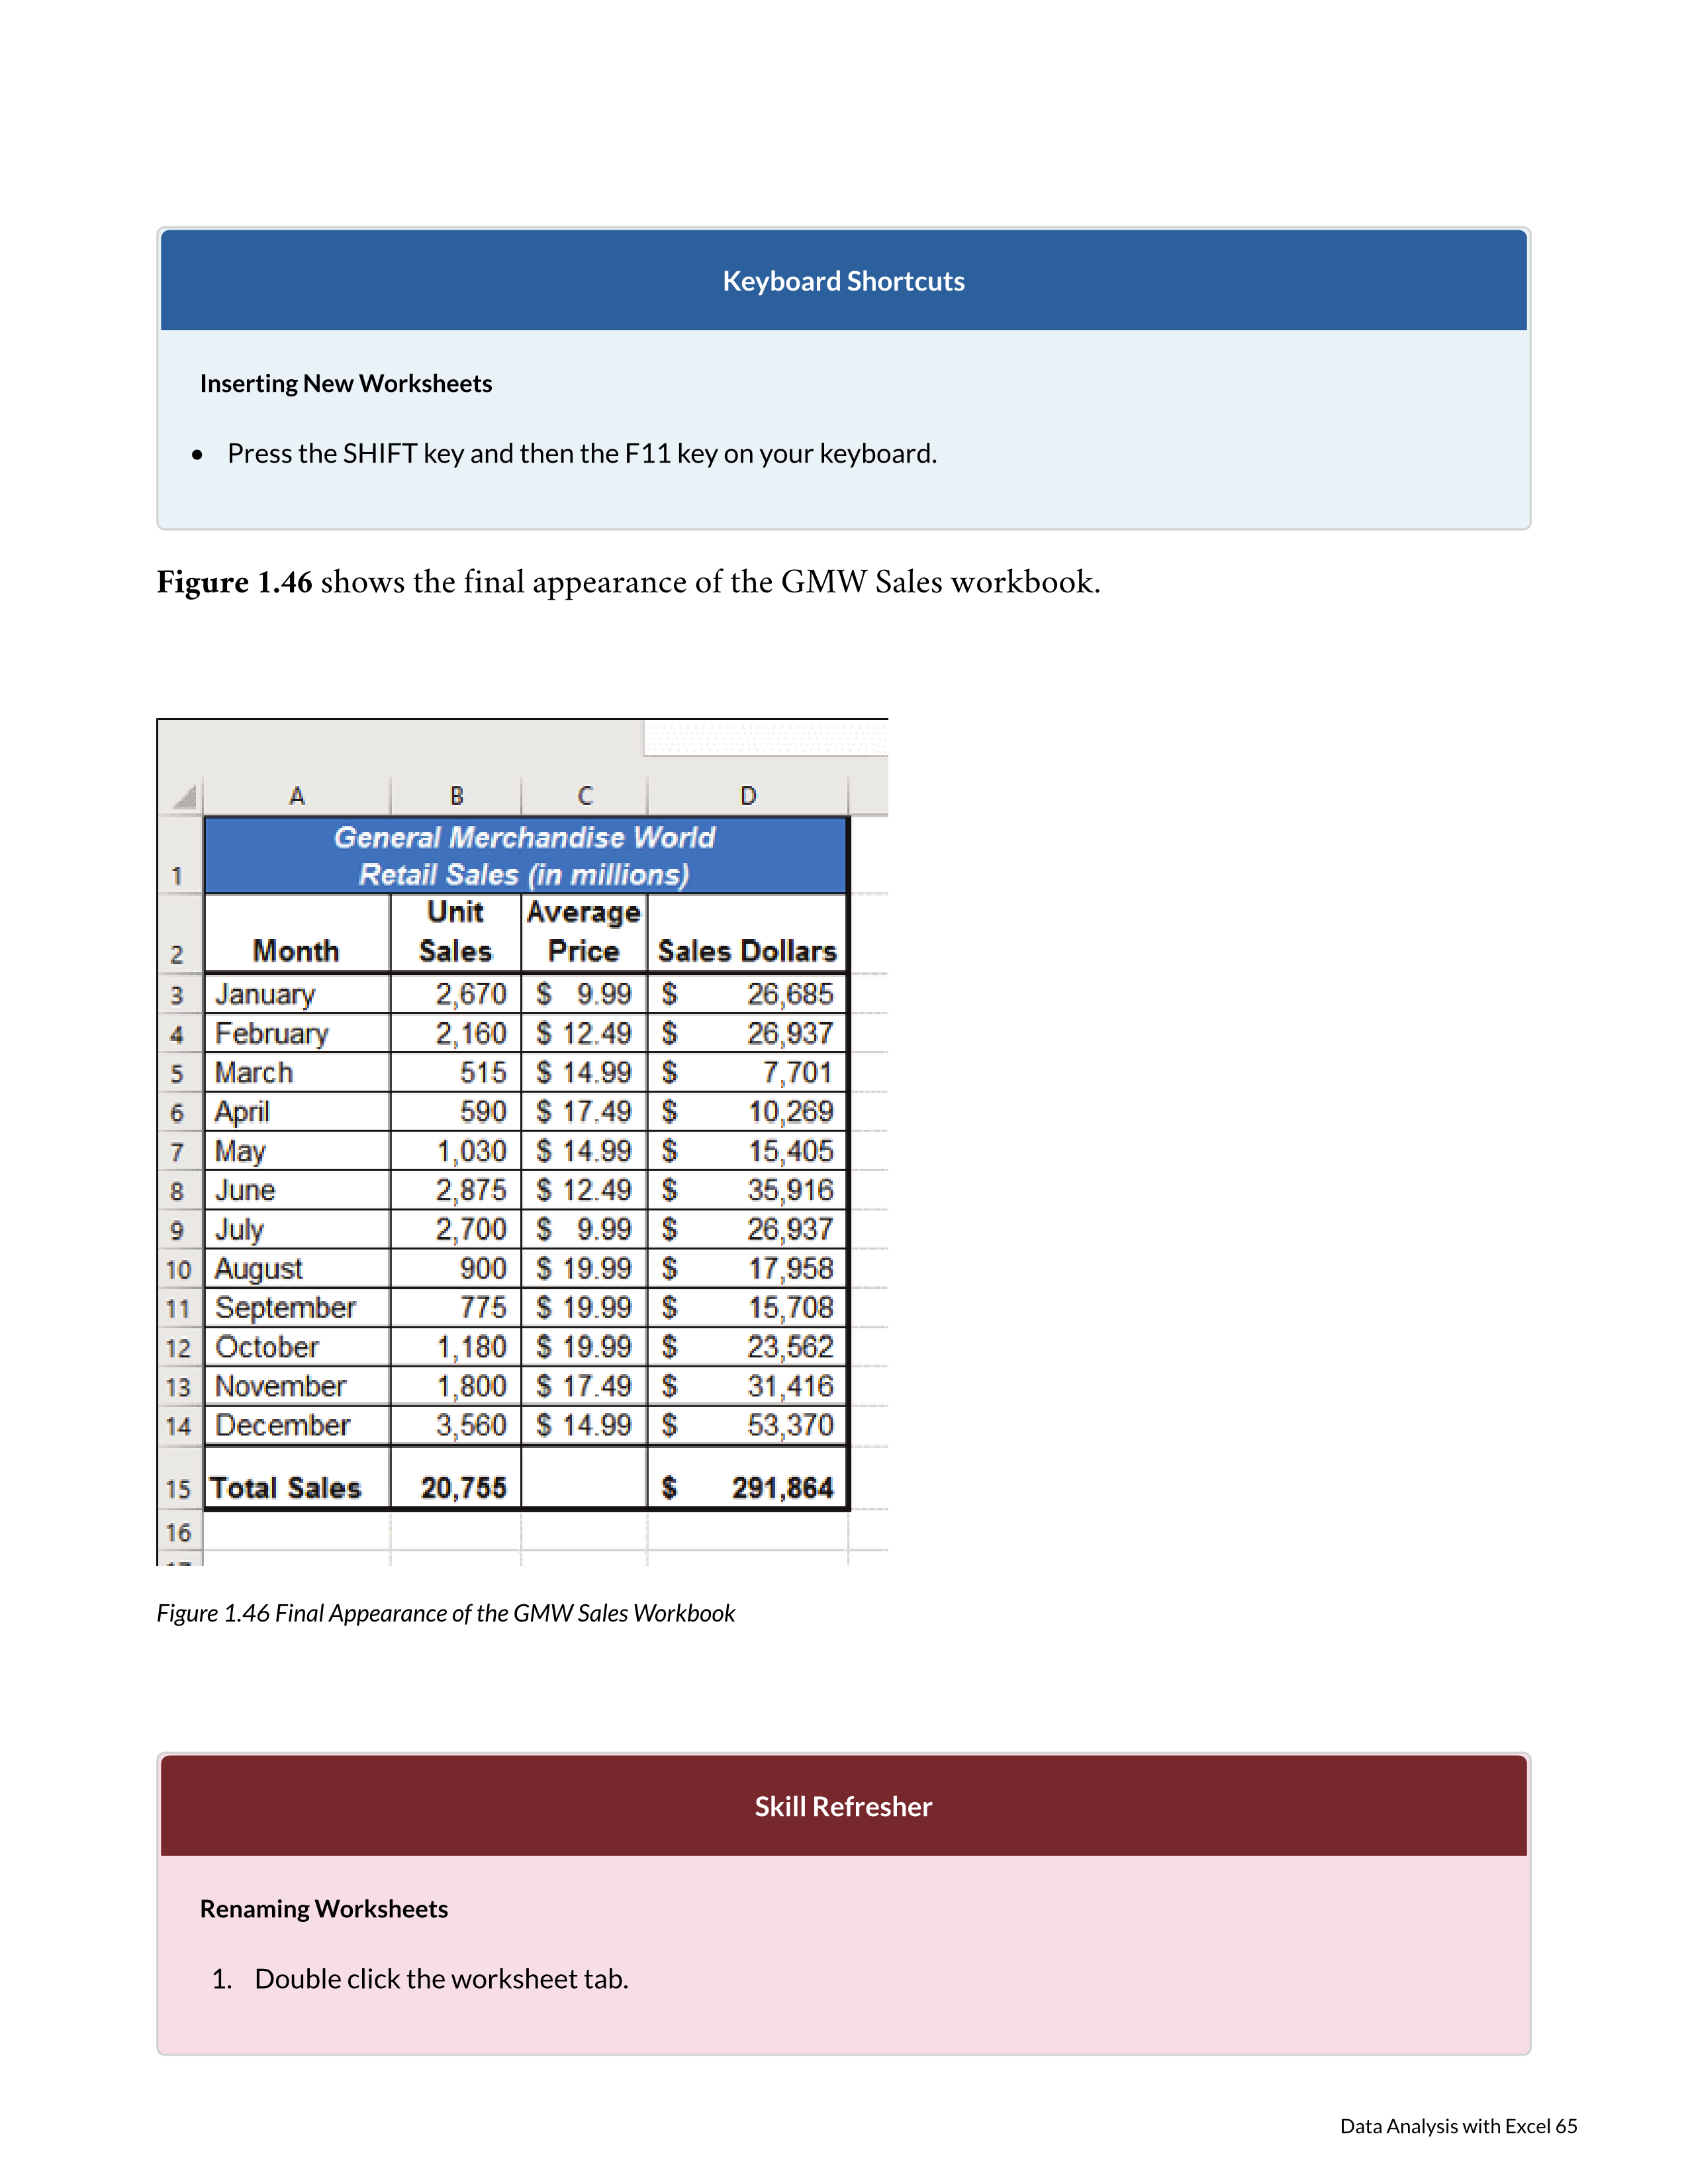 Keyboard Shortcuts
Inserting New Worksheets
• Press the SHIFT key and then the F11 key on your keyboard.
Figure 1.46 shows the final appearance of the GMW Sales workbook.
A B C D
General Merchandise World
1 Retail Sales (in millions)
Unit Average
2 Month Sales Price Sales Dollars
3 January 2,670 $ 9.99 $ 26,685
4 February 2,160 $ 12.49 $ 26,937
5 March 515 $ 14.99 $ 7,701
6 April 590 $ 17.49 $ 10,269
7 May 1,030 $ 14.99 $ 15,405
8 June 2,875 $ 12.49 $ 35,916
9 July 2,700 $ 9.99 $ 26,937
10 August 900 $ 19.99 $ 17,958
11 September 775 $ 19.99 $ 15,708
12 October 1,180 $ 19.99 $ 23,562
13 November 1,800 $ 17.49 $ 31,416
14 December 3,560 $ 14.99 $ 53,370
15 Total Sales 20,755 $ 291,864
16
Figure 1.46 Final Appearance of the GMW Sales Workbook
Skill Refresher
Renaming Worksheets
1. Double click the worksheet tab.
Data Analysis with Excel 65